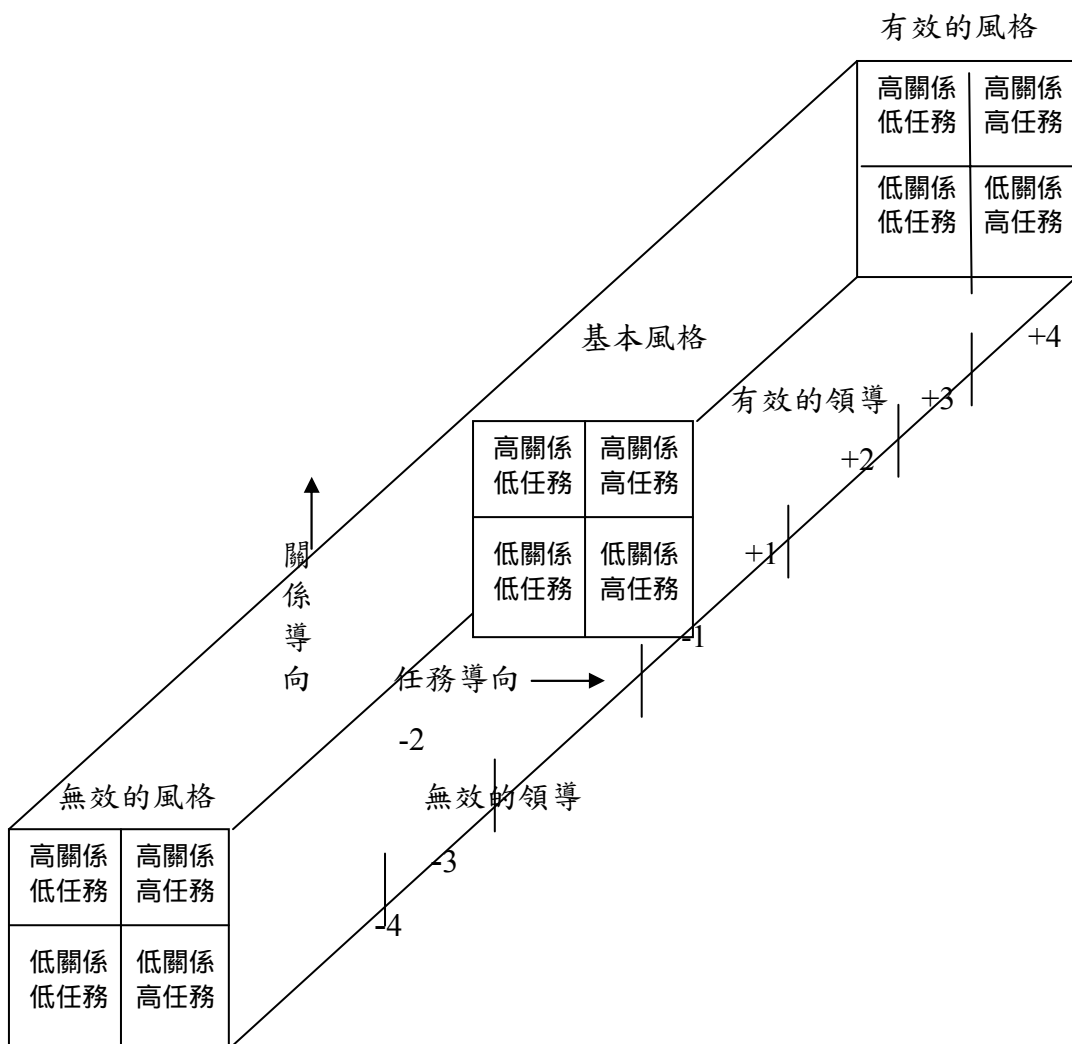 有效的風格
高關係 高關係
低任務 高任務
低關係 低關係
低任務 高任務
基本風格
+4
有效的領導
+3
高關係 高關係
低任務 高任務
+2
關係導向
低關係 低關係
低任務 高任務
+1
-1
任務導向
-2
無效的風格
無效的領導
高關係 高關係
低任務 高任務
-3
-4
低關係 低關係
低任務 高任務